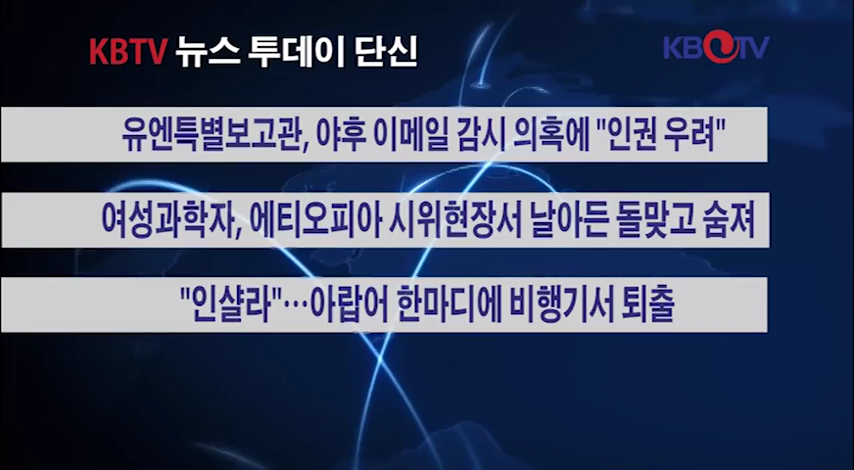 KBTV 뉴스 투데이 단신
KBTV
유엔특별보고관, 야후 이메일 감시 의혹에 "인권 우려"
여성과학자, 에티오피아 시위현장서 날아든 돌맞고 숨져
"인샬라"…아랍어 한마디에 비행기서 퇴출